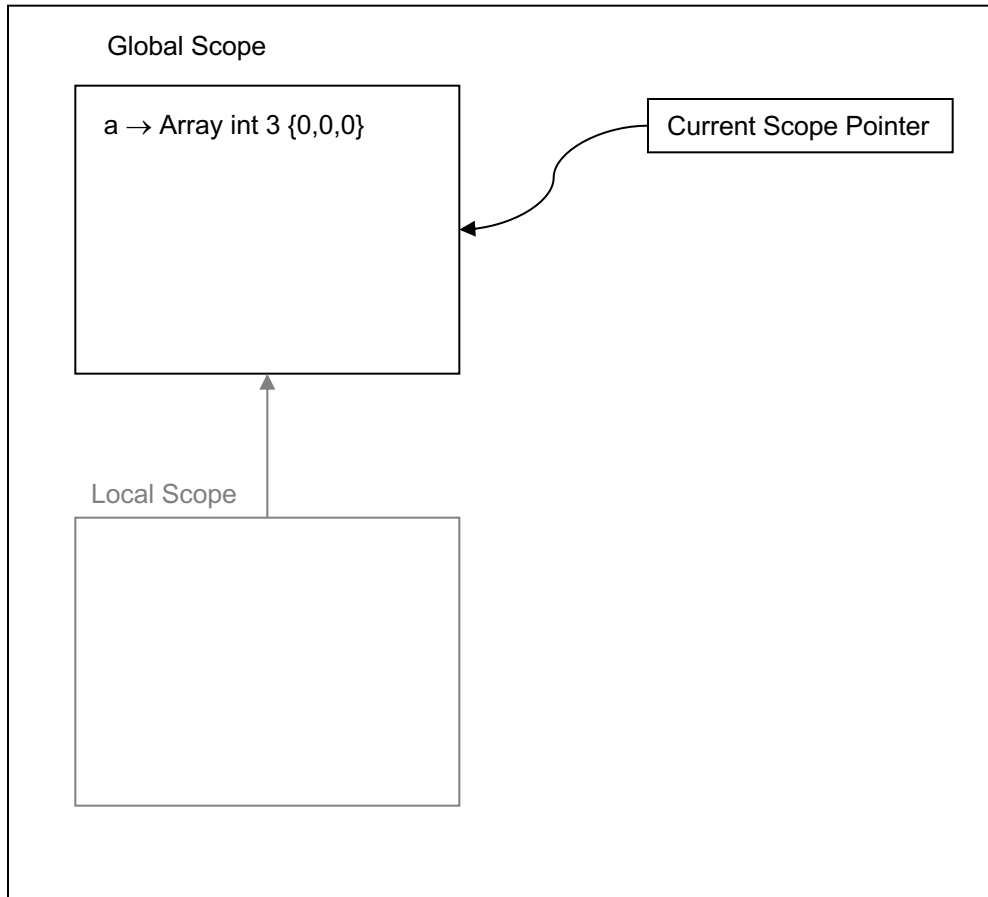 Global Scope
a → Array int 3 {0,0,0}
Current Scope Pointer
Local Scope